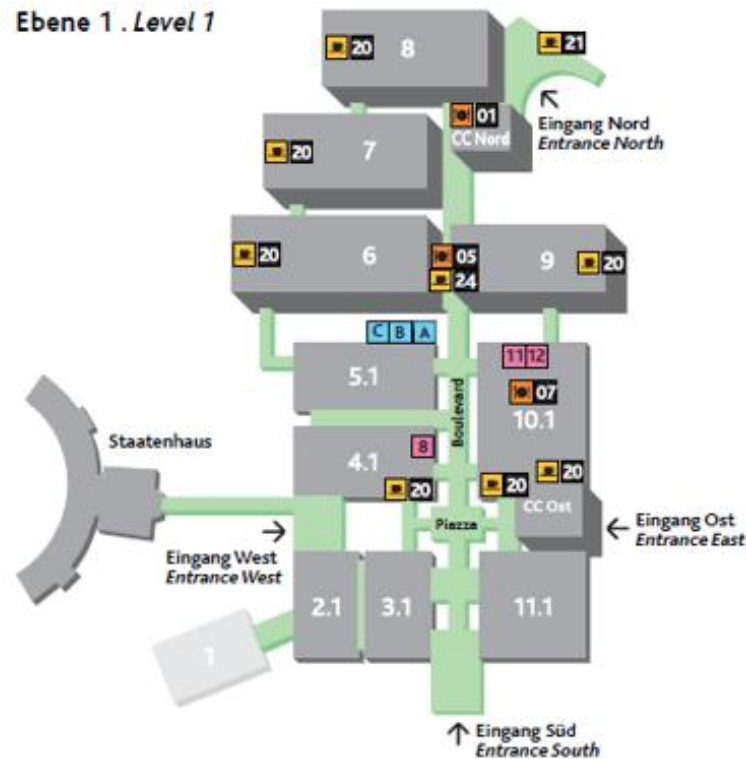 Ebene 1 . Level 1
20
8
21
01
CC Nord
Eingang Nord
Entrance North
20
7
20
6
05
24
9
20
C B A
5.1
11 12
07
10.1
Boulevard
Staatenhaus
4.1
8
20
20
20
CC Ost
Piazza
Eingang West
Entrance West
Eingang Ost
Entrance East
2.1
3.1
11.1
1
Eingang Süd
Entrance South